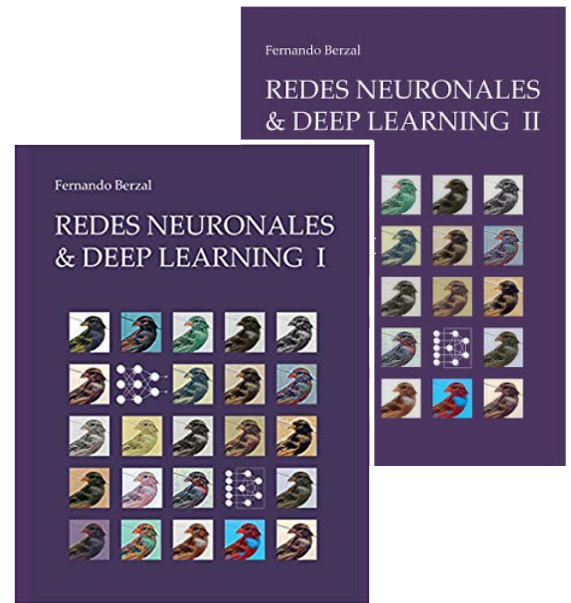 Fernando Berzal
REDES NEURONALES
& DEEP LEARNING II
Fernando Berzal
REDES NEURONALES
& DEEP LEARNING I